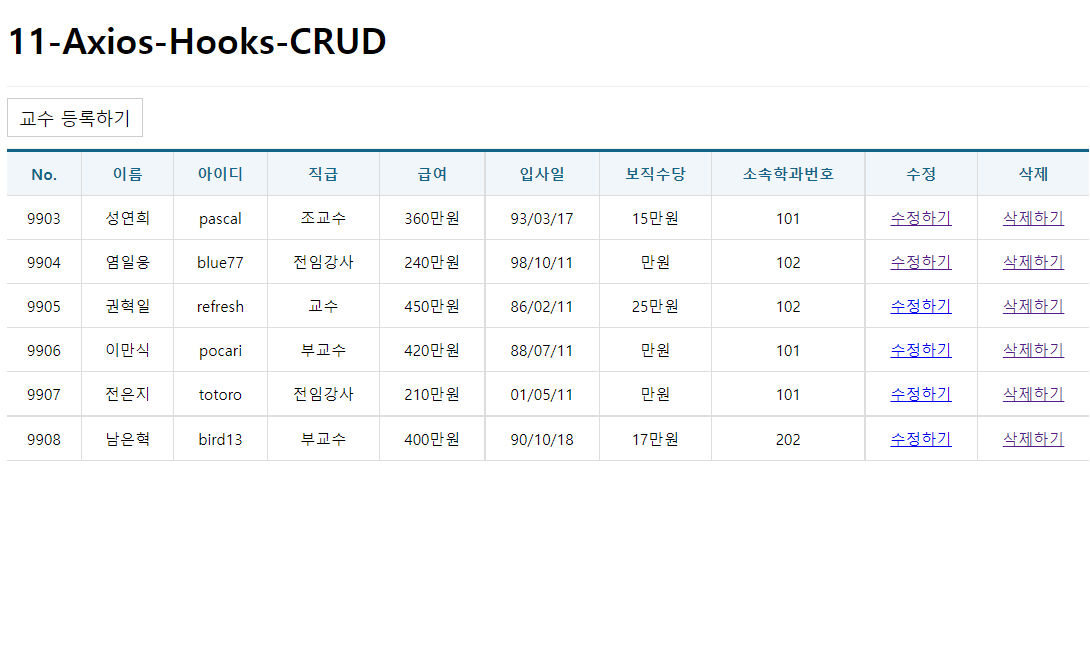 11-Axios-Hooks-CRUD
교수 등록하기
No. 이름 아이디 직급 급여 입사일 보직수당 소속학과번호 수정 삭제
9903 성연희 pascal 조교수 360만원 93/03/17 15만원 101 수정하기 삭제하기
9904 염일웅 blue77 전임강사 240만원 98/10/11 만원 102 수정하기 삭제하기
9905 권혁일 refresh 교수 450만원 86/02/11 25만원 102 수정하기 삭제하기
9906 이만식 pocari 부교수 420만원 88/07/11 만원 101 수정하기 삭제하기
9907 전은지 totoro 전임강사 210만원 01/05/11 만원 101 수정하기 삭제하기
9908 남은혁 bird13 부교수 400만원 90/10/18 17만원 202 수정하기 삭제하기